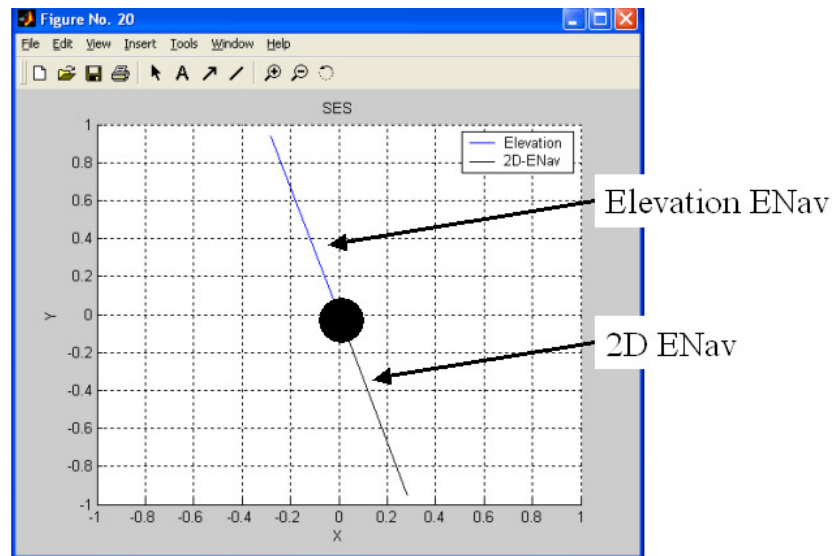 Figure No. 20
File Edit View Insert Tools Window Help
A
SES
1
0.8
0.6
0.4
0.2
0
-0.2
-0.4
-0.6
-0.8
-1
Y
-1 -0.8 -0.6 -0.4 -0.2 0 0.2 0.4 0.6 0.8 1
X
Elevation
2D-ENav
Elevation ENav
2D ENav